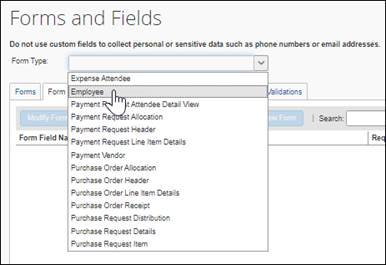 Forms and Fields
Do not use custom fields to collect personal or sensitive data such as phone numbers or email addresses.
Form Type:
Expense Attendee
Employee
Payment Attendee Detail View
Payment Request Allocation
Payment Request Header
Payment Request Line Item Details
Payment Vendor
Purchase Order Allocation
Purchase Order Header
Purchase Order Line Item Details
Purchase Order Receipt
Purchase Request Distribution
Purchase Request Details
Purchase Request Item
Forms Form Validations
Modify Form Search:
Form Field Na Req